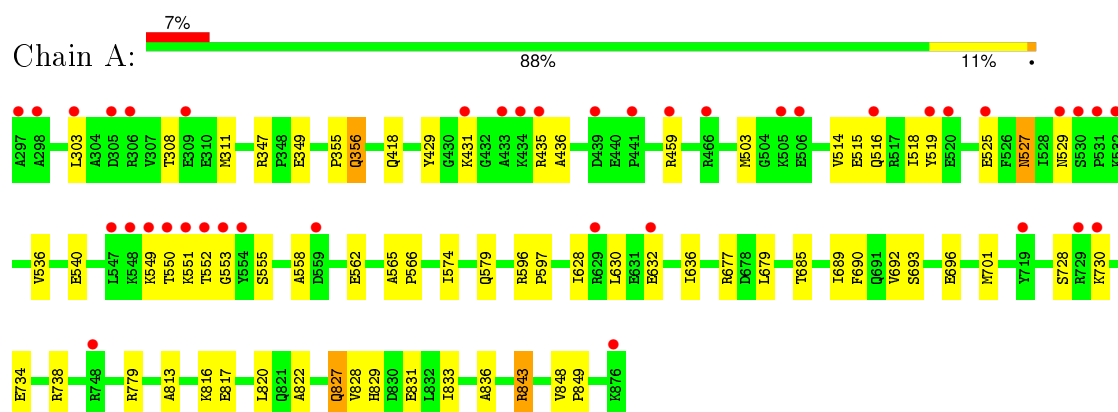 7%
Chain A:
88% 11% •
A297 A298 L303 A304 D305 R306 V307 T308 E309 E310 M311 R347 P348 E349 P355 Q356 Q418 Y429 G430 K431 G432 A433 K434 R435 A436 D439 E440 P441 R459 R466 M503 G504 K505 E506 V514 E515 Q516 R517 I518 Y519 E520 E525 F526 N527 I528 N529 S530 P531 K532
V536 E540 L547 K548 K549 T550 K551 T552 G553 Y554 S555 A558 D559 E562 A565 P566 I574 Q579 R596 P597 I628 R629 L630 E631 E632 I636 R677 D678 L679 T685 I689 F690 Q691 V692 S693 E696 M701 Y719 S728 R729 K730
E734 R738 R748 R779 A813 K816 E817 L820 Q821 A822 Q827 V828 H829 D830 E831 L832 I833 A836 R843 V848 P849 K876